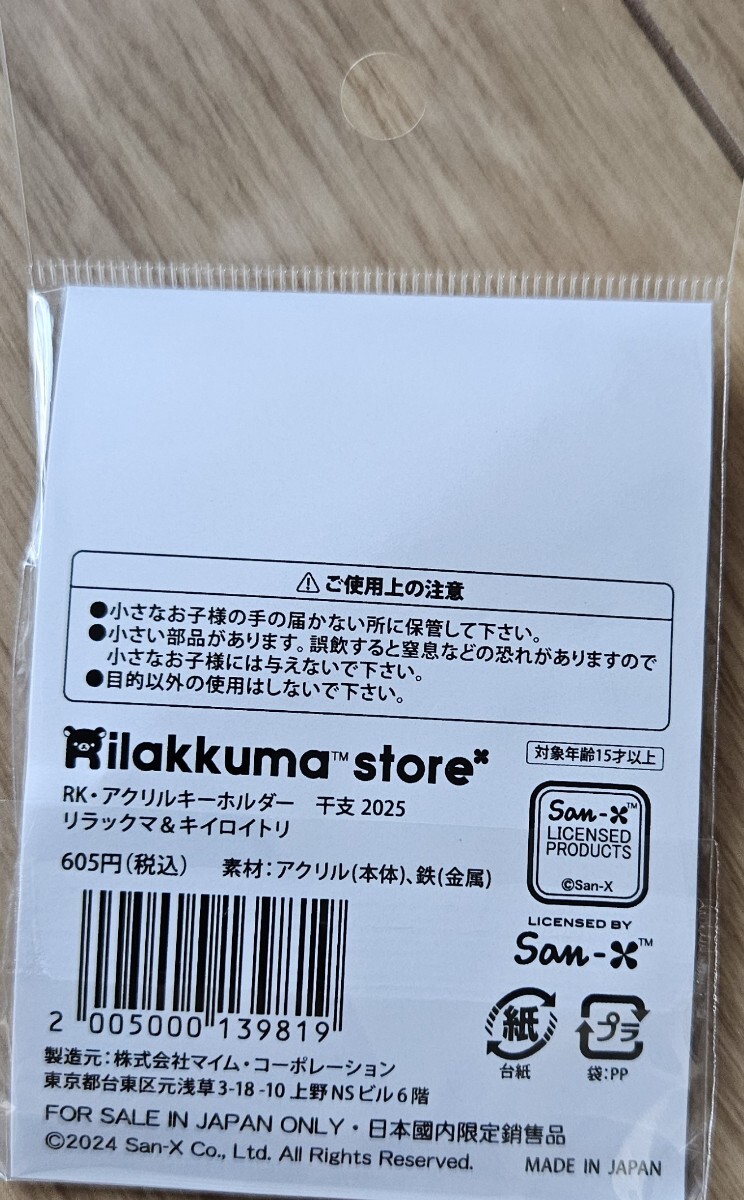 ⚠ご使用上の注意
●小さなお子様の手の届かない所に保管して下さい。
●小さい部品があります。誤飲すると窒息などの恐れがありますので
小さなお子様には与えないで下さい。
●目的以外の使用はしないで下さい。
Rilakkuma™ store
対象年齢15才以上
RK・アクリルキーホルダー 干支 2025
リラックマ&キイロイトリ
605円(税込) 素材:アクリル(本体)、鉄(金属)
San-X™
LICENSED
PRODUCTS
©San-X
LICENSED BY
San-X™
2 005000 139819
紙
台紙
プラ
袋:PP
製造元:株式会社マイム・コーポレーション
東京都台東区元浅草3-18-10 上野NSビル6階
FOR SALE IN JAPAN ONLY・日本國内限定銷售品
©2024 San-X Co., Ltd. All Rights Reserved.
MADE IN JAPAN